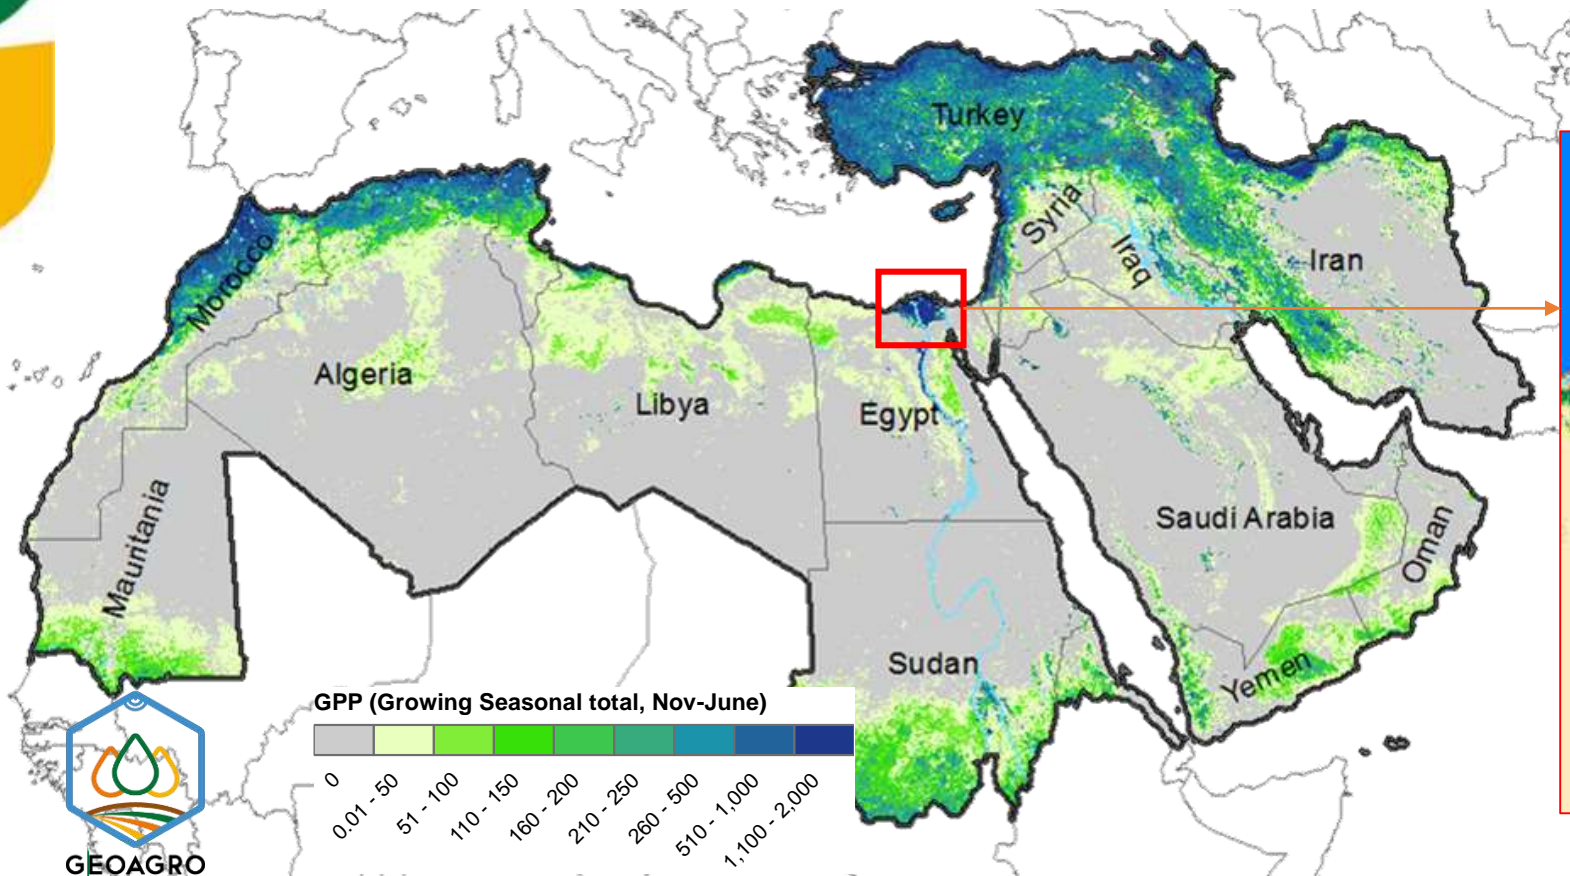 Turkey
Syria
Iraq
Iran
Morocco
Algeria
Libya
Egypt
Saudi Arabia
Oman
Mauritania
Sudan
Yemen
GPP (Growing Seasonal total, Nov-June)
0
0.01 - 50
51 - 100
110 - 150
160 - 200
210 - 250
260 - 500
510 - 1,000
1,100 - 2,000
GEOAGRO